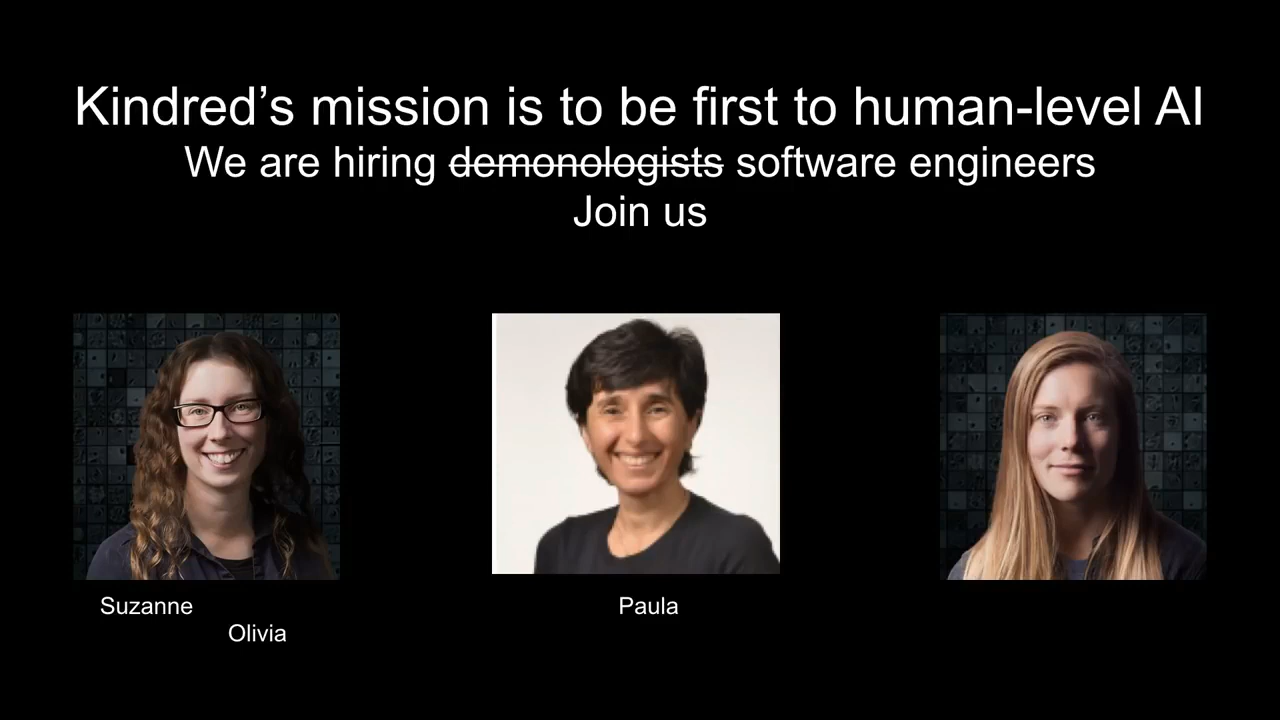 Kindred’s mission is to be first to human-level AI
We are hiring demonologists software engineers
Join us
Suzanne
Paula
Olivia